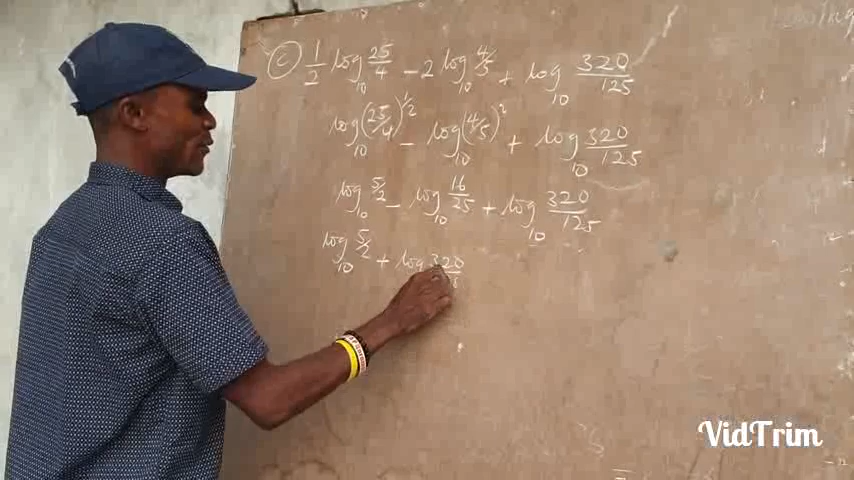 (c) 1/2 log₁₀ 25/4 - 2 log₁₀ 4/5 + log₁₀ 320/125
log₁₀ (25/4)^1/2 - log₁₀ (4/5)² + log₁₀ 320/125
log₁₀ 5/2 - log₁₀ 16/25 + log₁₀ 320/125
log₁₀ 5/2 + log 320
VidTrim